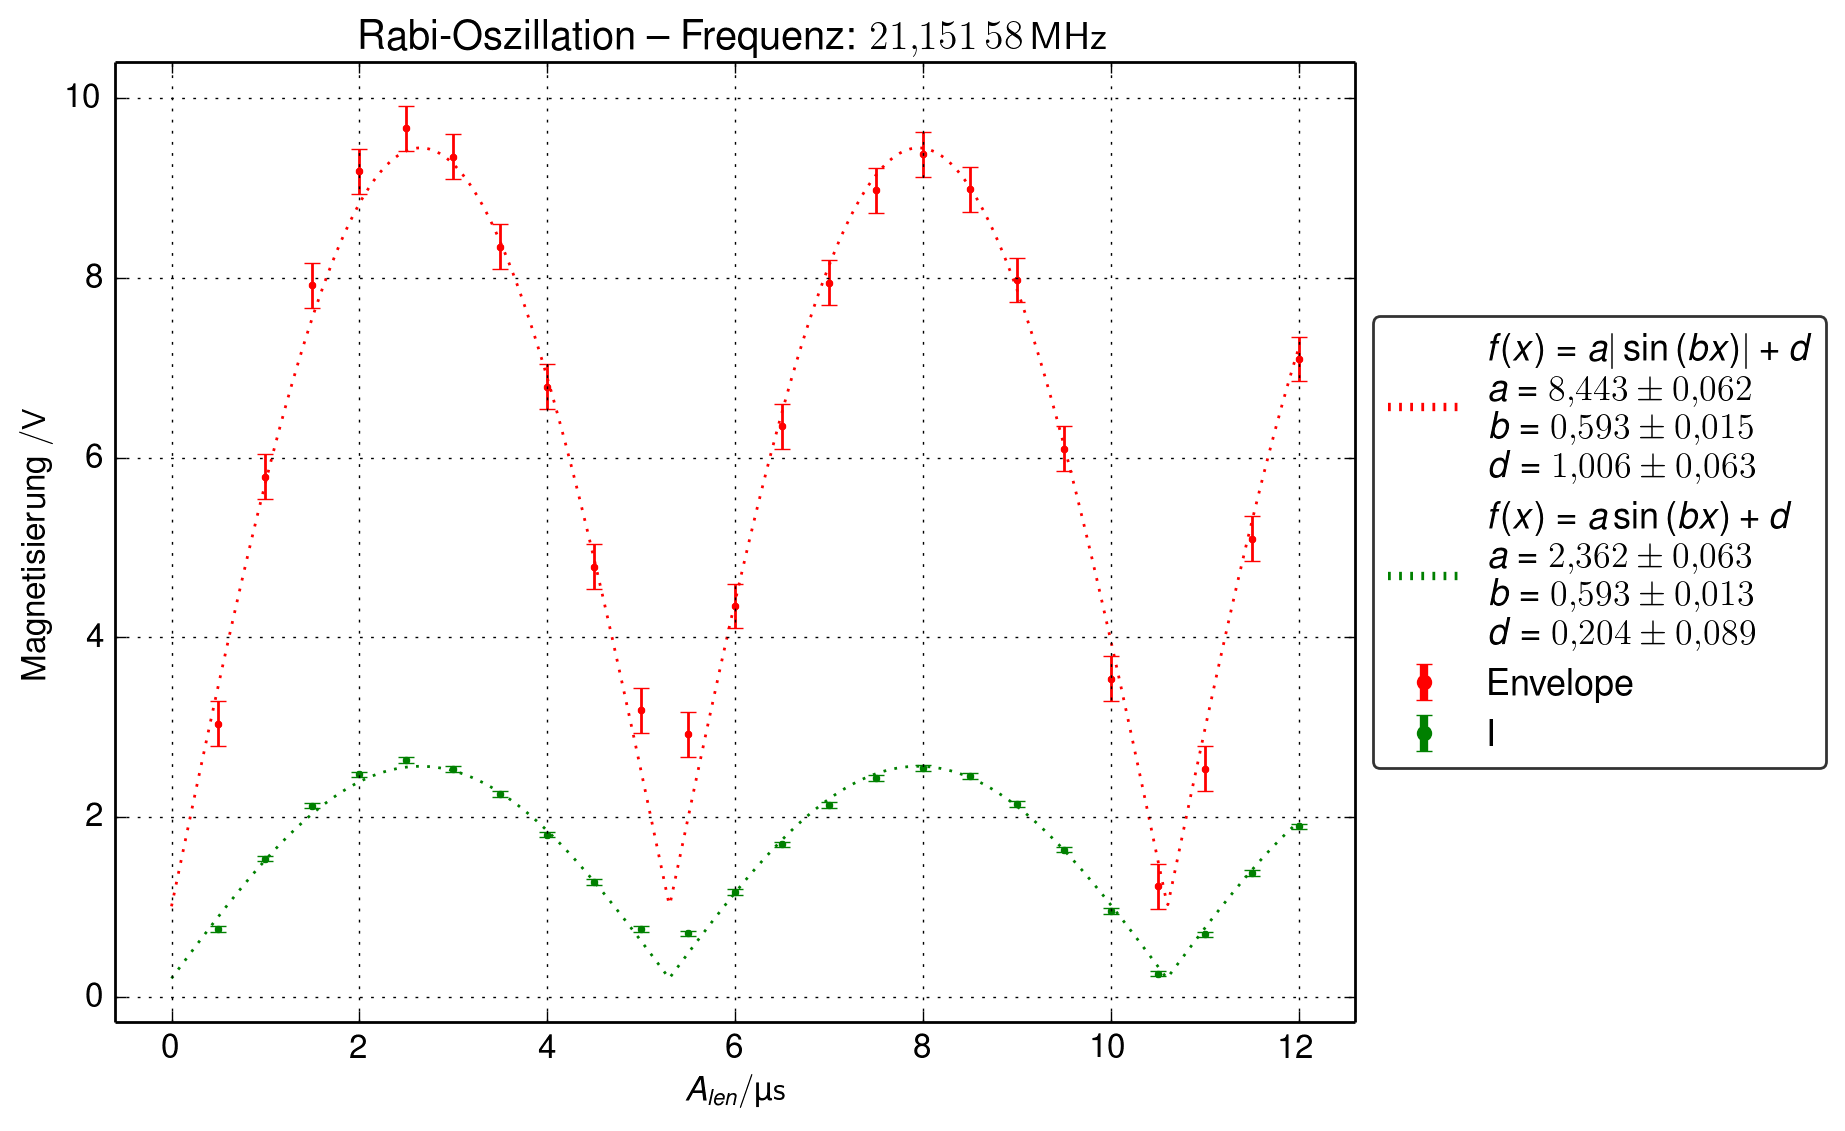 Rabi-Oszillation – Frequenz: 21,151 58 MHz
10
8
6
4
2
0
Magnetisierung /V
0 2 4 6 8 10 12
A_len/µs
f(x) = a| sin (bx)| + d
a = 8,443 ± 0,062
b = 0,593 ± 0,015
d = 1,006 ± 0,063
f(x) = a sin (bx) + d
a = 2,362 ± 0,063
b = 0,593 ± 0,013
d = 0,204 ± 0,089
Envelope
I